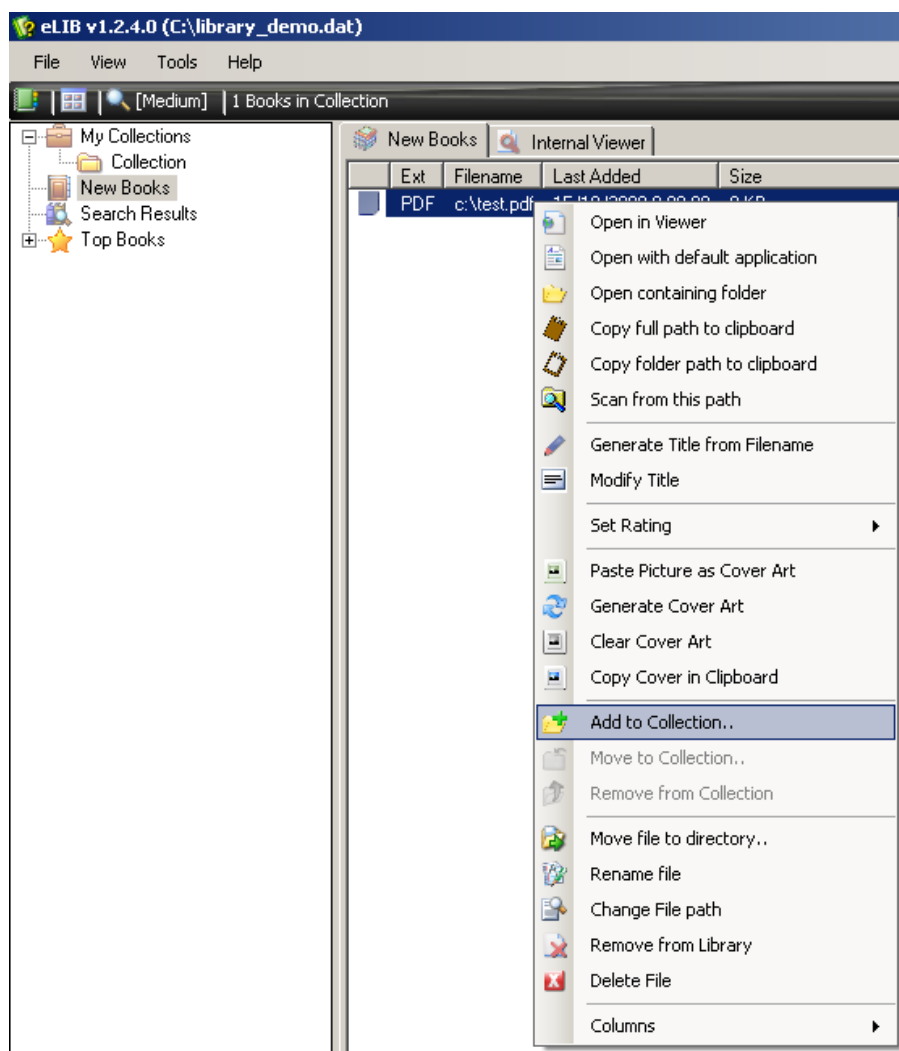 eLIB v1.2.4.0 (C:\library_demo.dat)
File View Tools Help
[Medium] 1 Books in Collection
My Collections
Collection
New Books
Search Results
Top Books
New Books Internal Viewer
Ext Filename Last Added Size
PDF c:\test.pdf
Open in Viewer
Open with default application
Open containing folder
Copy full path to clipboard
Copy folder path to clipboard
Scan from this path
Generate Title from Filename
Modify Title
Set Rating
Paste Picture as Cover Art
Generate Cover Art
Clear Cover Art
Copy Cover in Clipboard
Add to Collection..
Move to Collection..
Remove from Collection
Move file to directory..
Rename file
Change File path
Remove from Library
Delete File
Columns